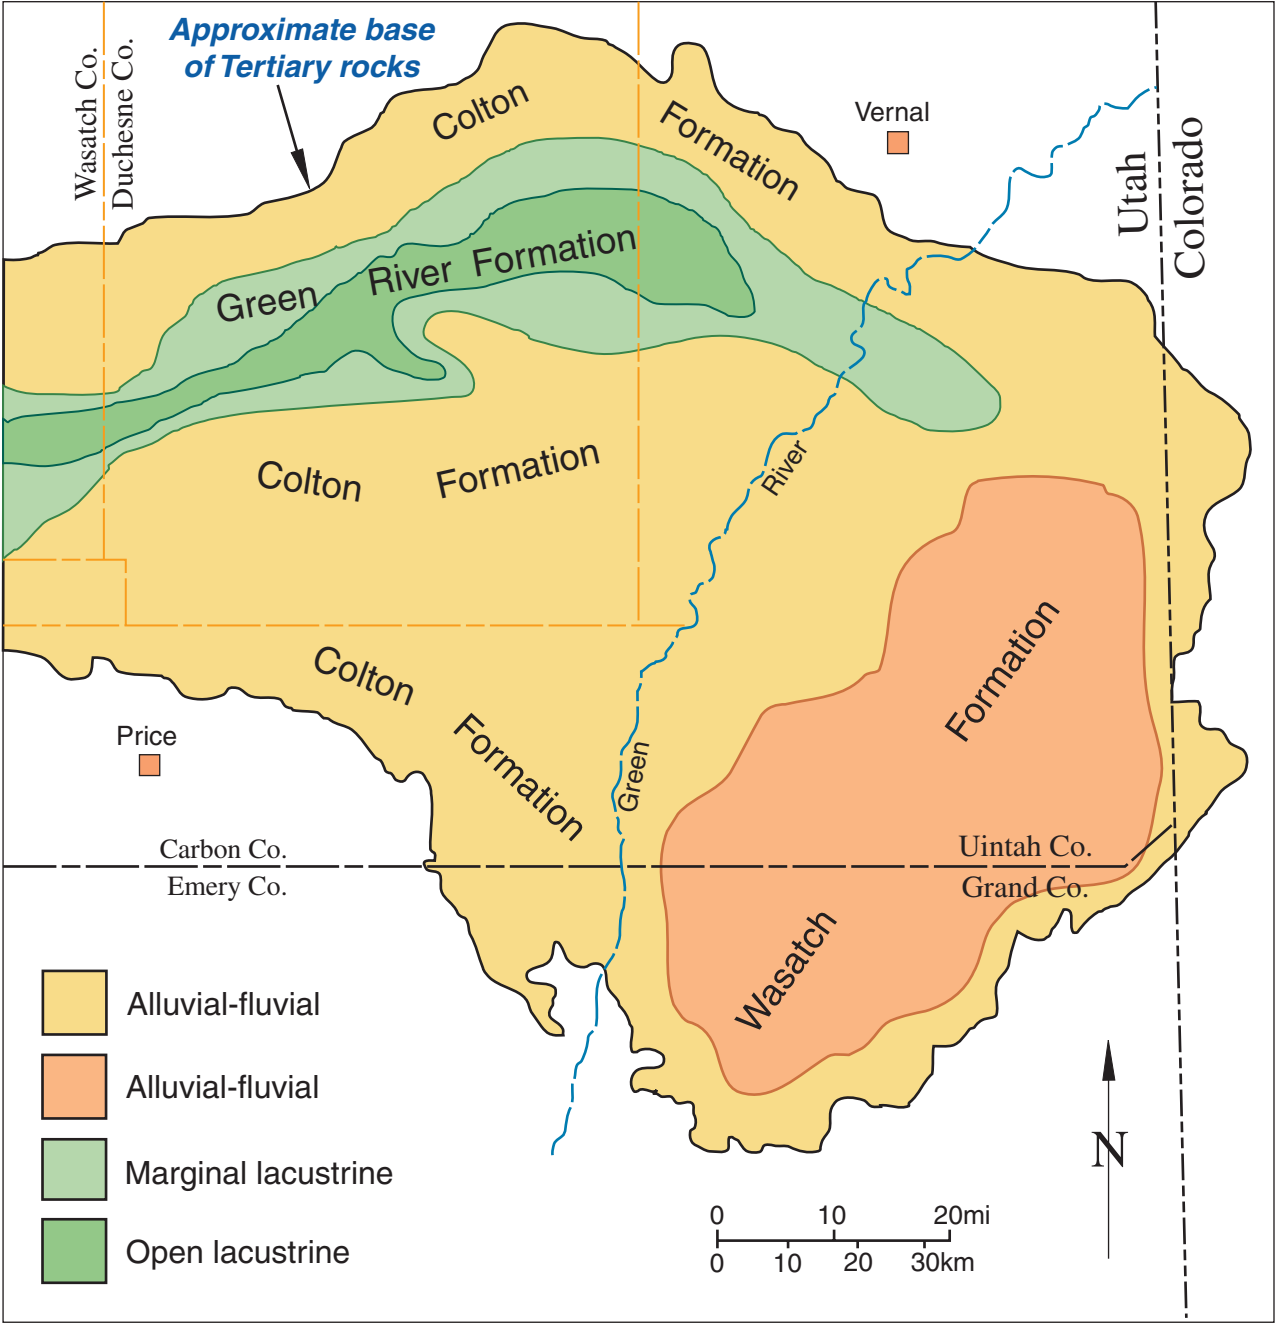 Approximate base
of Tertiary rocks
Wasatch Co.
Duchesne Co.
Colton
Formation
Vernal
Utah
Colorado
Green River Formation
Colton Formation
River
Colton
Formation
Formation
Price
Green
Carbon Co.
Emery Co.
Uintah Co.
Grand Co.
Wasatch
Alluvial-fluvial
Alluvial-fluvial
Marginal lacustrine
Open lacustrine
N
0 10 20mi
0 10 20 30km